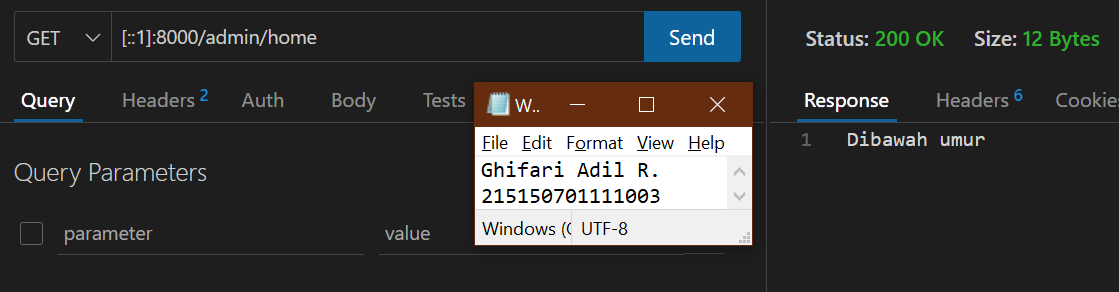 GET [::1]:8000/admin/home Send
Status: 200 OK Size: 12 Bytes
Query Headers 2 Auth Body Tests
Response Headers 6 Cookie
1 Dibawah umur
Query Parameters
parameter value
W..
File Edit Format View Help
Ghifari Adil R.
215150701111003
Windows (C UTF-8